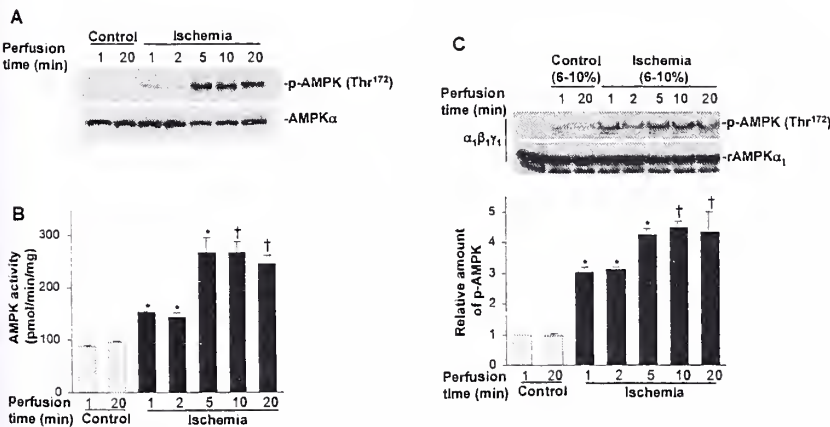 A
Control Ischemia
Perfusion time (min) 1 20 1 2 5 10 20
-p-AMPK (Thr¹⁷²)
-AMPKα
B
AMPK activity (pmol/min/mg)
300
200
100
0
* * * † †
Perfusion time (min) 1 20 1 2 5 10 20
Control Ischemia
C
Control (6-10%) Ischemia (6-10%)
Perfusion time (min) 1 20 1 2 5 10 20
α₁β₁γ₁
-p-AMPK (Thr¹⁷²)
-rAMPKα₁
Relative amount of p-AMPK
5
4
3
2
1
0
* * * † †
Perfusion time (min) 1 20 1 2 5 10 20
Control Ischemia